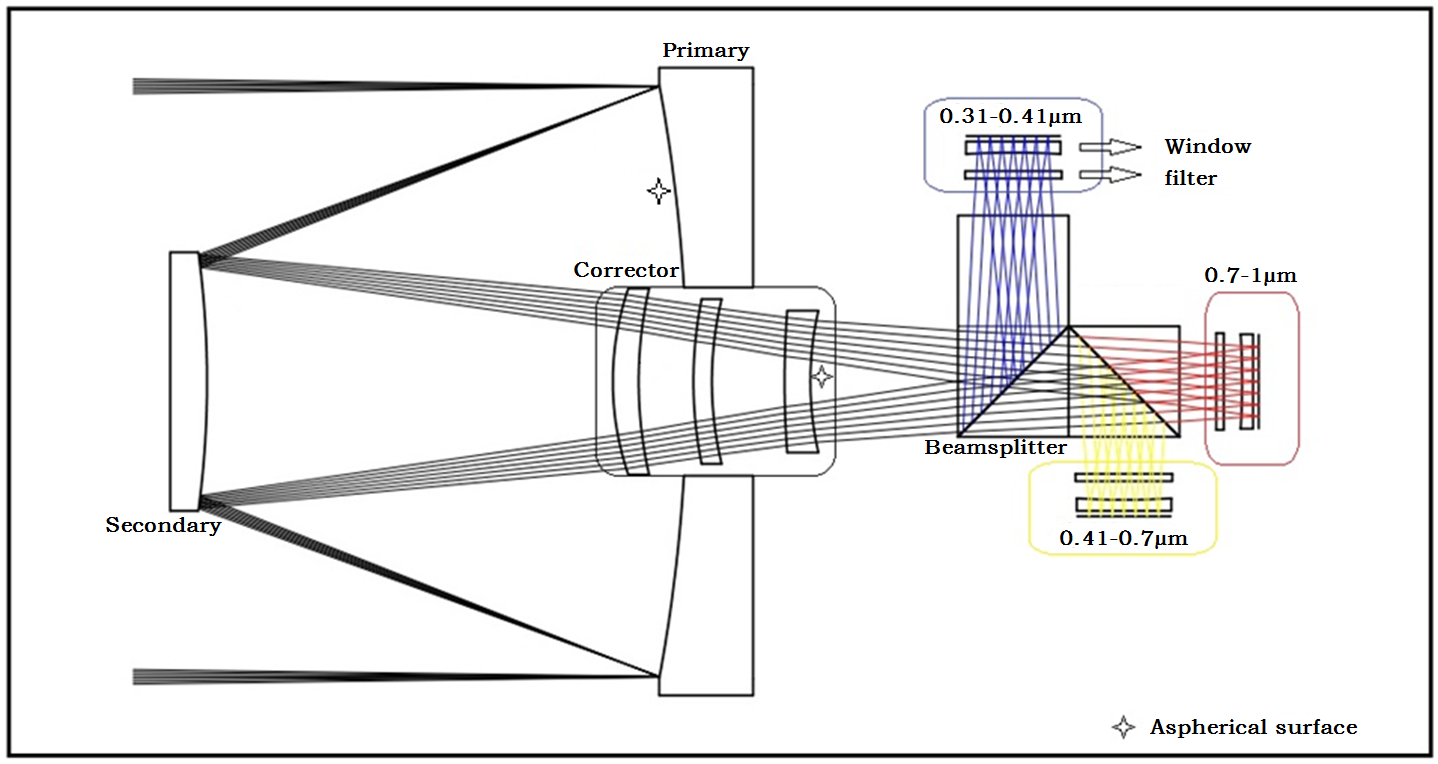 Primary
0.31-0.41μm
Window
filter
Corrector
0.7-1μm
Beamsplitter
Secondary
0.41-0.7μm
Aspherical surface